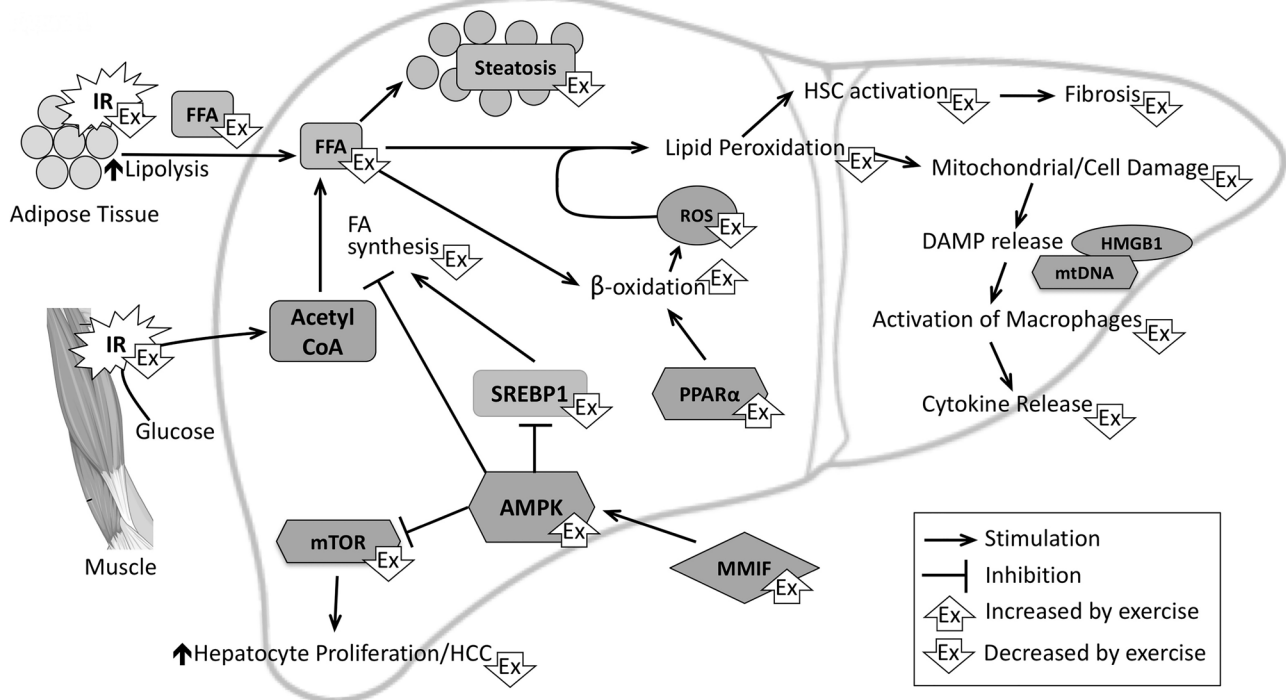 Steatosis
Ex
IR
Ex
FFA
Ex
Lipolysis
Adipose Tissue
FFA
Ex
HSC activation
Ex
Fibrosis
Ex
Lipid Peroxidation
Ex
Mitochondrial/Cell Damage
Ex
ROS
Ex
DAMP release
HMGB1
mtDNA
FA
synthesis
Ex
β-oxidation
Ex
Activation of Macrophages
Ex
Acetyl
CoA
IR
Ex
Glucose
Muscle
SREBP1
Ex
PPARα
Ex
Cytokine Release
Ex
AMPK
Ex
mTOR
Ex
MMIF
Ex
Hepatocyte Proliferation/HCC
Ex
Stimulation
Inhibition
Ex
Increased by exercise
Ex
Decreased by exercise